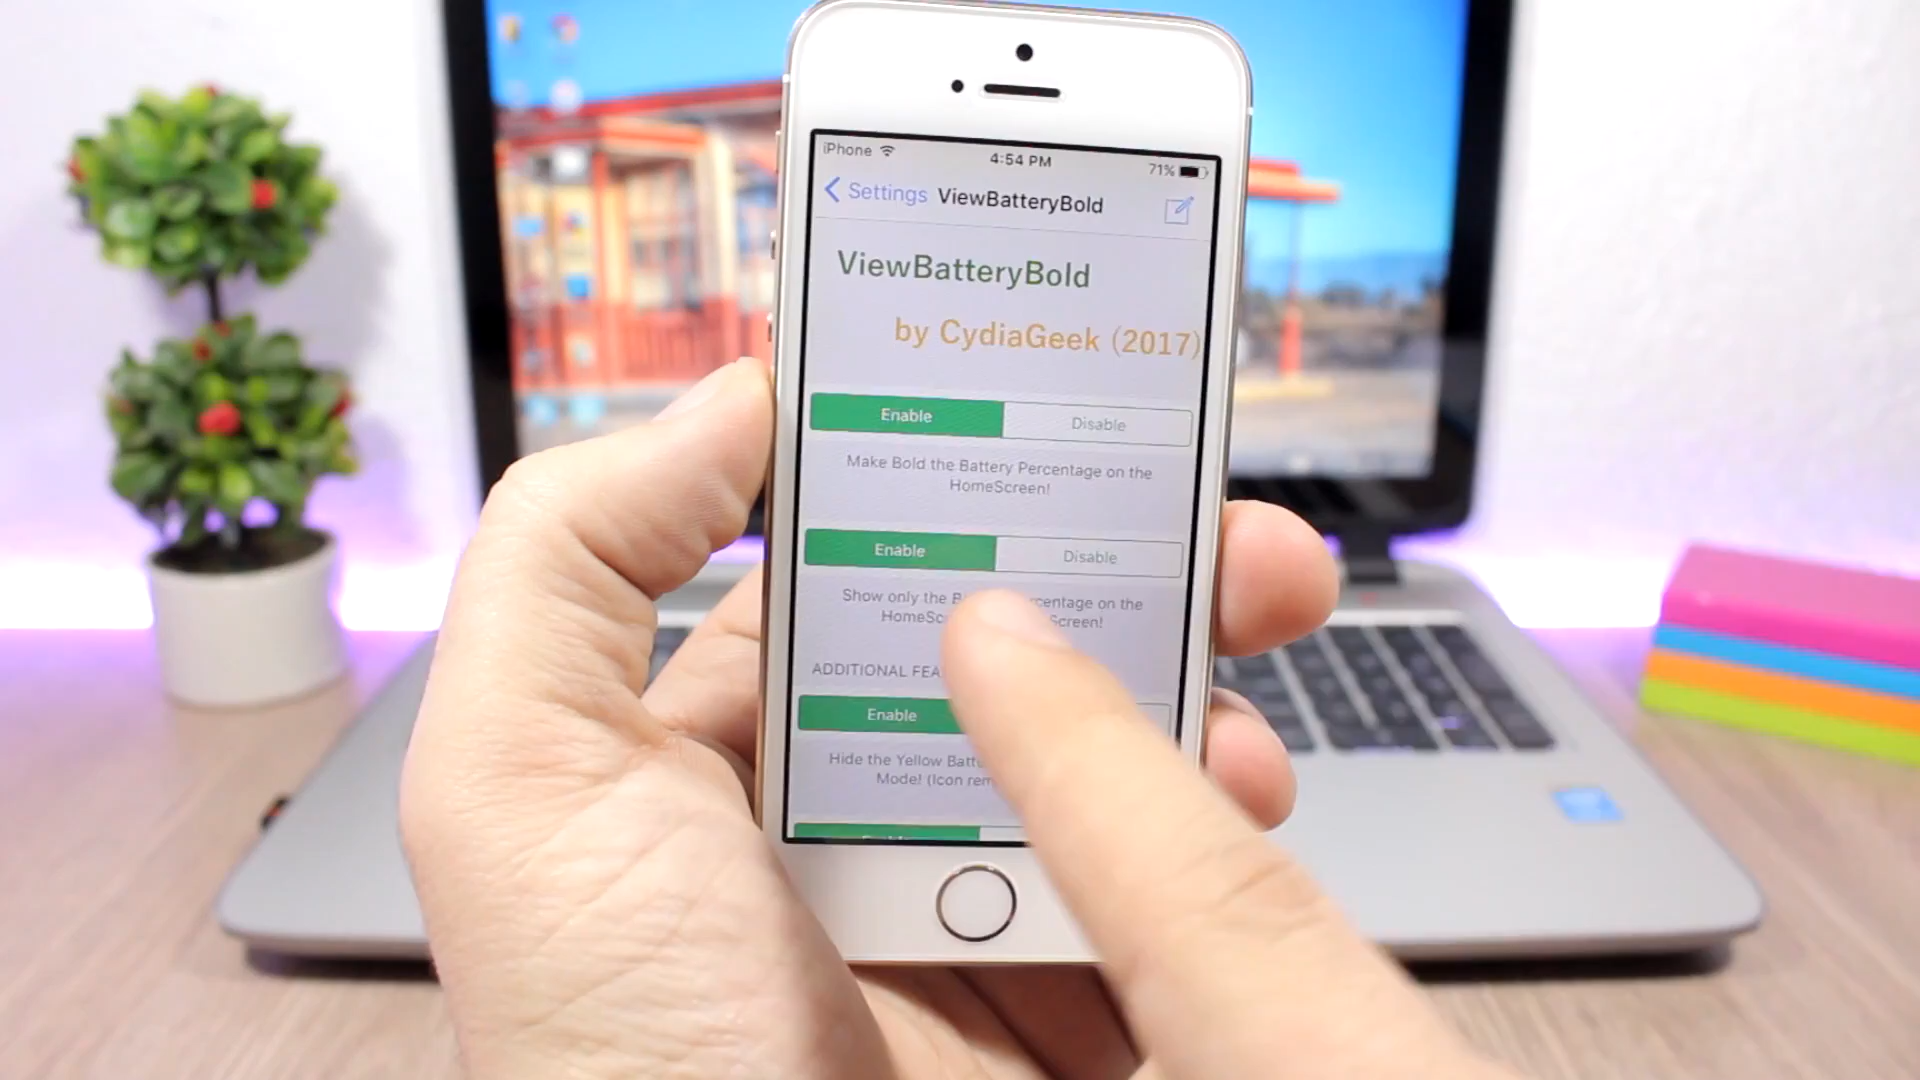 iPhone 4:54 PM 71%
Settings ViewBatteryBold
ViewBatteryBold
by CydiaGeek (2017)
Enable Disable
Make Bold the Battery Percentage on the
HomeScreen!
Enable Disable
Show only the centage on the
Screen!
ADDITIONAL
Enable
Hide the Yellow
Mode! (Icon